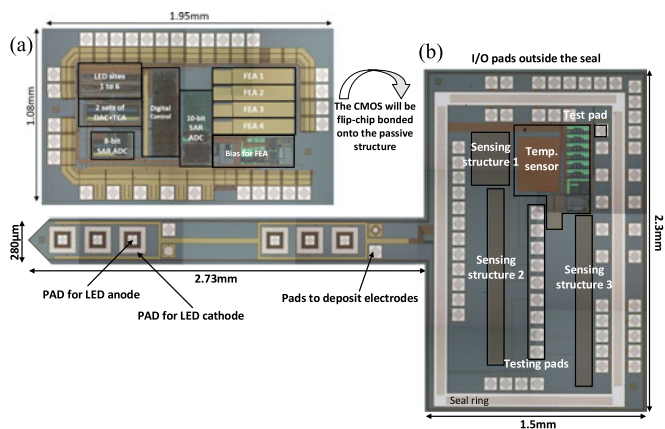 (a)
1.95mm
1.08mm
LED sites
1 to 6
2 sets of
DAC+TCA
8-bit
SAR ADC
Digital
Control
10-bit
SAR
ADC
FEA 1
FEA 2
FEA 3
FEA 4
Bias for FEA
The CMOS will be
flip-chip bonded
onto the passive
structure
(b)
I/O pads outside the seal
Test pad
Sensing
structure 1
Temp.
sensor
Sensing
structure 2
Sensing
structure 3
Testing pads
Seal ring
2.3mm
1.5mm
280μm
2.73mm
PAD for LED anode
PAD for LED cathode
Pads to deposit electrodes